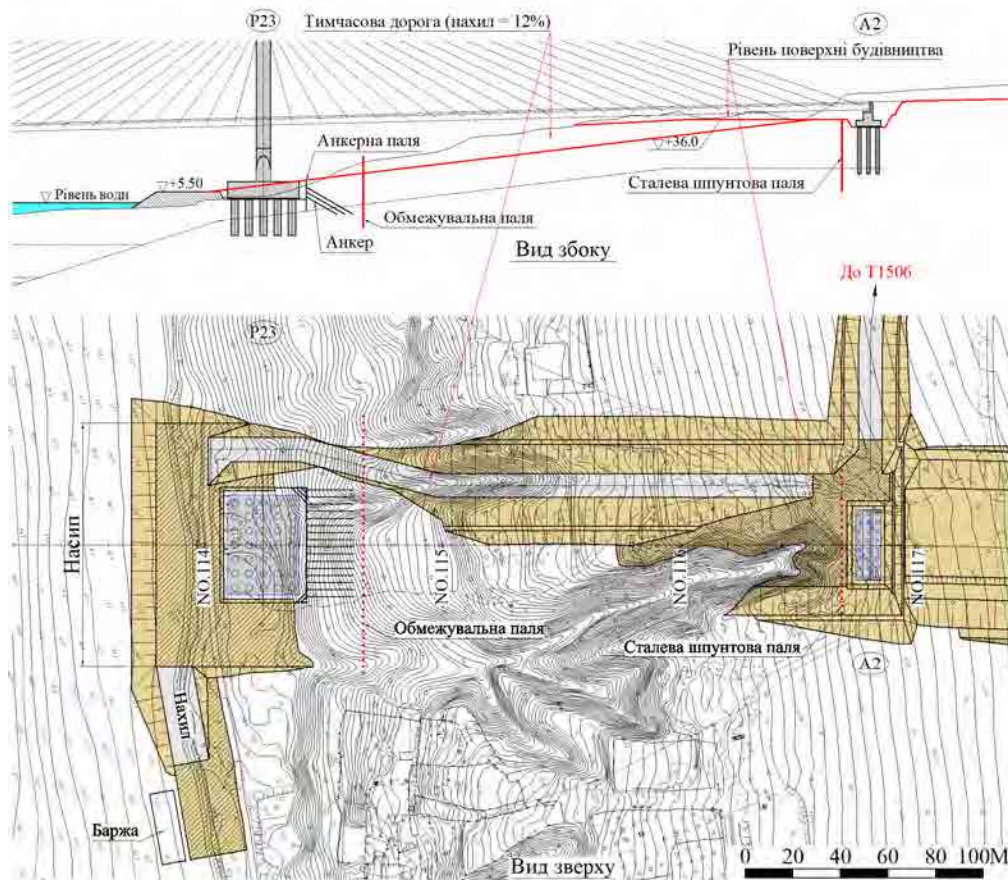 P23
Тимчасова дорога (нахил = 12%)
A2
Рівень поверхні будівництва
Анкерна паля
+36.0
+5.50
Рівень води
Сталева шпунтова паля
Обмежувальна паля
Анкер
Вид збоку
До Т1506
P23
Насип
NO.114
NO.115
NO.116
NO.117
Обмежувальна паля
Сталева шпунтова паля
A2
Нахил
Баржа
Вид зверху
0 20 40 60 80 100M